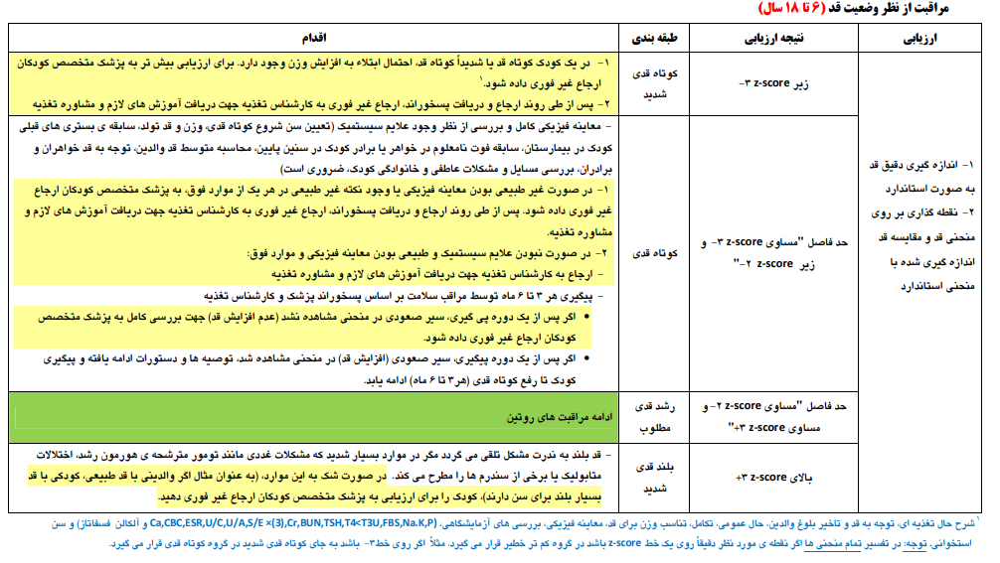 مراقبت از نظر وضعیت قد (۶ تا ۱۸ سال)
ارزیابی
نتیجه ارزیابی
طبقه بندی
اقدام
۱- اندازه گیری دقیق قد
به صورت استاندارد
۲- نقطه گذاری بر روی
منحنی قد و مقایسه قد
اندازه گیری شده با
منحنی استاندارد
زیر z-score ۳-
کوتاه قدی
شدید
۱- در یک کودک کوتاه قد یا شدیداً کوتاه قد، احتمال ابتلاء به افزایش وزن وجود دارد. برای ارزیابی بیش تر به پزشک متخصص کودکان
ارجاع غیر فوری داده شود.۱
۲- پس از طی روند ارجاع و دریافت پسخوراند، ارجاع غیر فوری به کارشناس تغذیه جهت دریافت آموزش های لازم و مشاوره تغذیه
حد فاصل "مساوی z-score ۳- و
زیر z-score ۲-"
کوتاه قدی
- معاینه فیزیکی کامل و بررسی از نظر وجود علایم سیستمیک (تعیین سن شروع کوتاه قدی، وزن و قد تولد، سابقه ی بستری های قبلی
کودک در بیمارستان، سابقه فوت نامعلوم در خواهر یا برادر کودک در سنین پایین، محاسبه متوسط قد والدین، توجه به قد خواهران و
برادران، بررسی مسایل و مشکلات عاطفی و خانوادگی کودک، ضروری است)
۱- در صورت غیر طبیعی بودن معاینه فیزیکی یا وجود نکته غیر طبیعی در هر یک از موارد فوق، به پزشک متخصص کودکان ارجاع
غیر فوری داده شود. پس از طی روند ارجاع و دریافت پسخوراند، ارجاع غیر فوری به کارشناس تغذیه جهت دریافت آموزش های لازم و
مشاوره تغذیه.
۲- در صورت نبودن علایم سیستمیک و طبیعی بودن معاینه فیزیکی و موارد فوق:
- ارجاع به کارشناس تغذیه جهت دریافت آموزش های لازم و مشاوره تغذیه
- پیگیری هر ۳ تا ۶ ماه توسط مراقب سلامت بر اساس پسخوراند پزشک و کارشناس تغذیه
• اگر پس از یک دوره پی گیری، سیر صعودی در منحنی مشاهده نشد (عدم افزایش قد) جهت بررسی کامل به پزشک متخصص
کودکان ارجاع غیر فوری داده شود.
• اگر پس از یک دوره پیگیری، سیر صعودی (افزایش قد) در منحنی مشاهده شد، توصیه ها و دستورات ادامه یافته و پیگیری
کودک تا رفع کوتاه قدی (هر۳ تا ۶ ماه) ادامه یابد.
حد فاصل "مساوی z-score ۲- و
مساوی z-score ۳+"
رشد قدی
مطلوب
ادامه مراقبت های روتین
بالای z-score ۳+
بلند قدی
شدید
- قد بلند به ندرت مشکل تلقی می گردد مگر در موارد بسیار شدید که مشکلات غددی مانند تومور مترشحه ی هورمون رشد، اختلالات
متابولیک یا برخی از سندرم ها را مطرح می کند. در صورت شک به این موارد، (به عنوان مثال اگر والدینی با قد طبیعی، کودکی با قد
بسیار بلند برای سن دارند)، کودک را برای ارزیابی به پزشک متخصص کودکان ارجاع غیر فوری دهید.
۱ شرح حال تغذیه ای، توجه به قد و تاخیر بلوغ والدین، حال عمومی، تکامل، تناسب وزن برای قد، معاینه فیزیکی، بررسی های آزمایشگاهی، (Ca,CBC,ESR,U/C,U/A,S/E ×(3),Cr,BUN,TSH,T4<T3U,FBS,Na.K,P و آلکالن فسفاتاز) و سن
استخوانی. توجه: در تفسیر تمام منحنی ها اگر نقطه ی مورد نظر دقیقاً روی یک خط z-score باشد در گروه کم تر خطیر قرار می گیرد. مثلاً اگر روی خط۳- باشد به جای کوتاه قدی شدید در گروه کوتاه قدی قرار می گیرد.